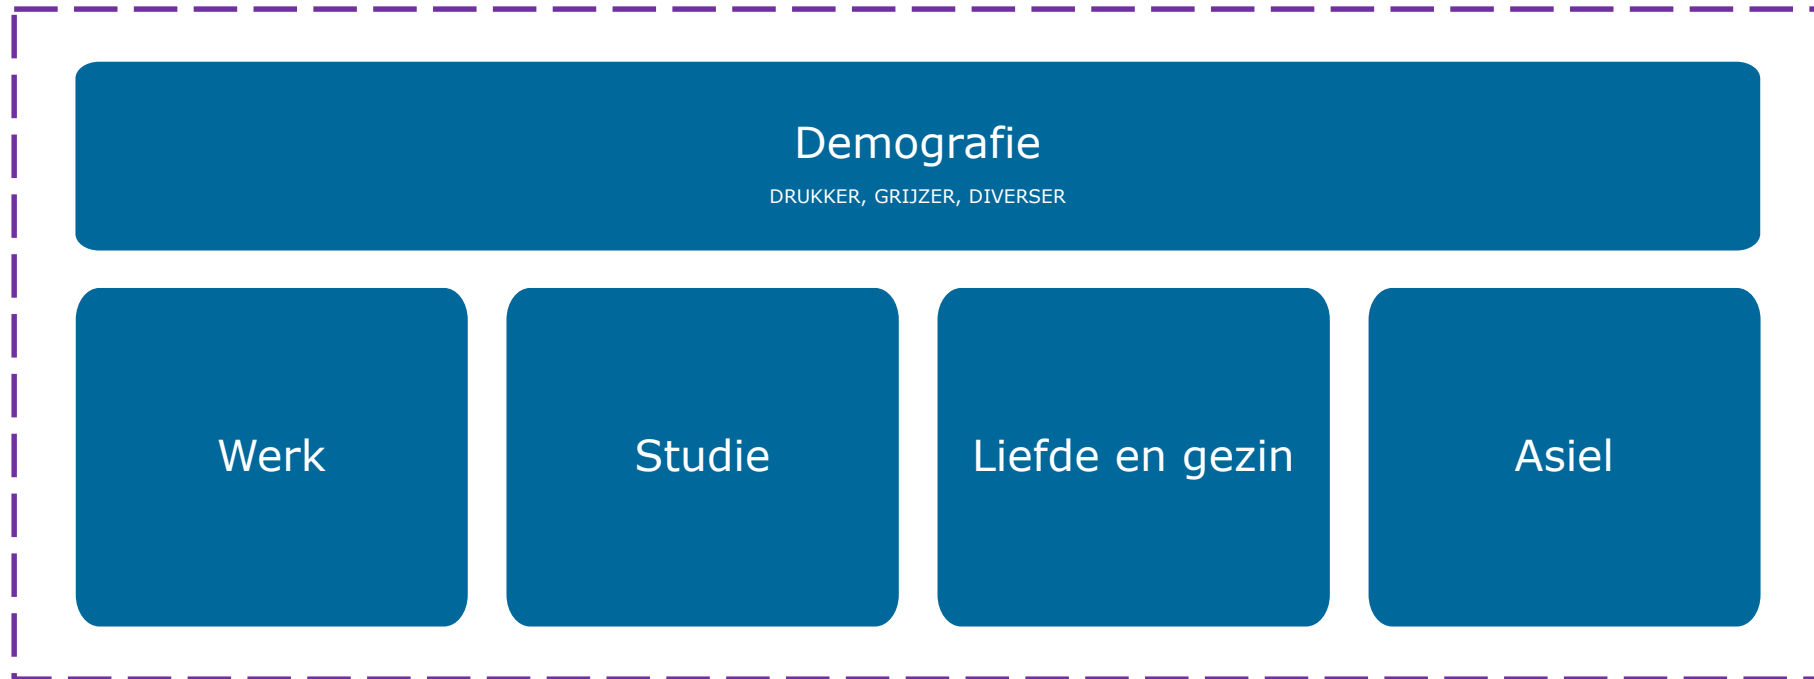 Demografie
DRUKKER, GRIJZER, DIVERSER
Werk
Studie
Liefde en gezin
Asiel